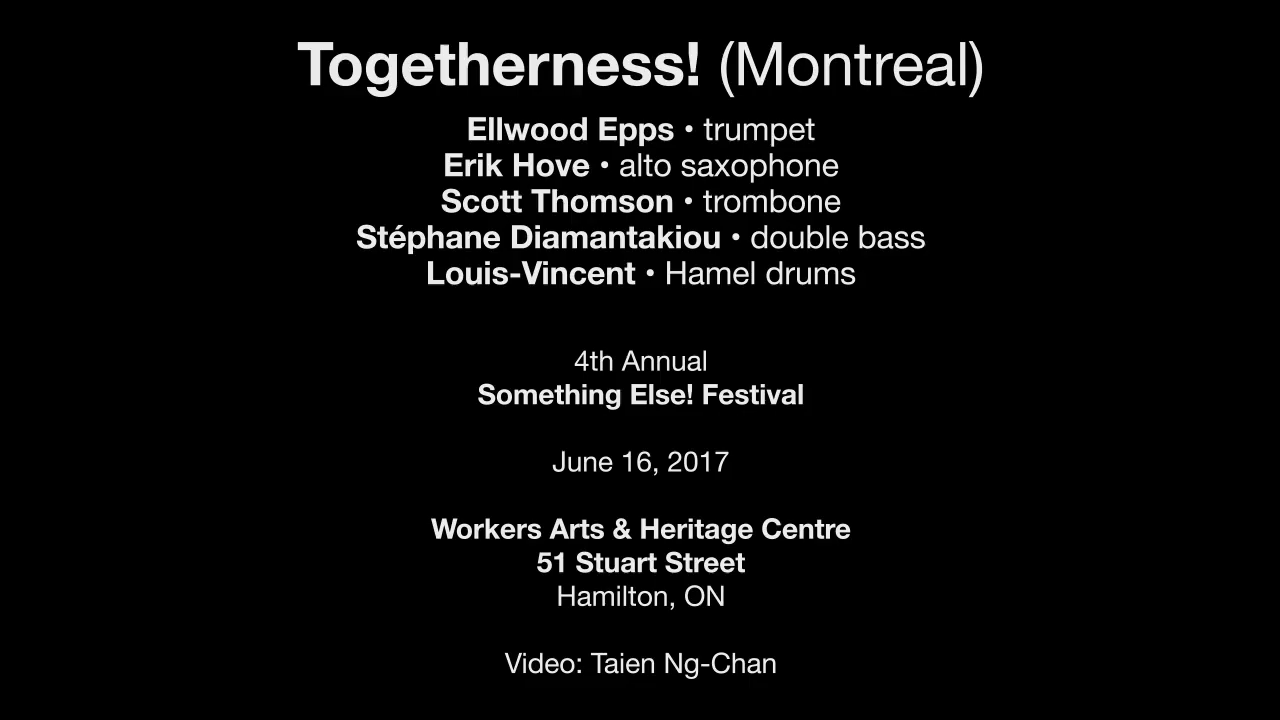 Togetherness! (Montreal)
Ellwood Epps • trumpet
Erik Hove • alto saxophone
Scott Thomson • trombone
Stéphane Diamantakiou • double bass
Louis-Vincent • Hamel drums
4th Annual
Something Else! Festival
June 16, 2017
Workers Arts & Heritage Centre
51 Stuart Street
Hamilton, ON
Video: Taien Ng-Chan